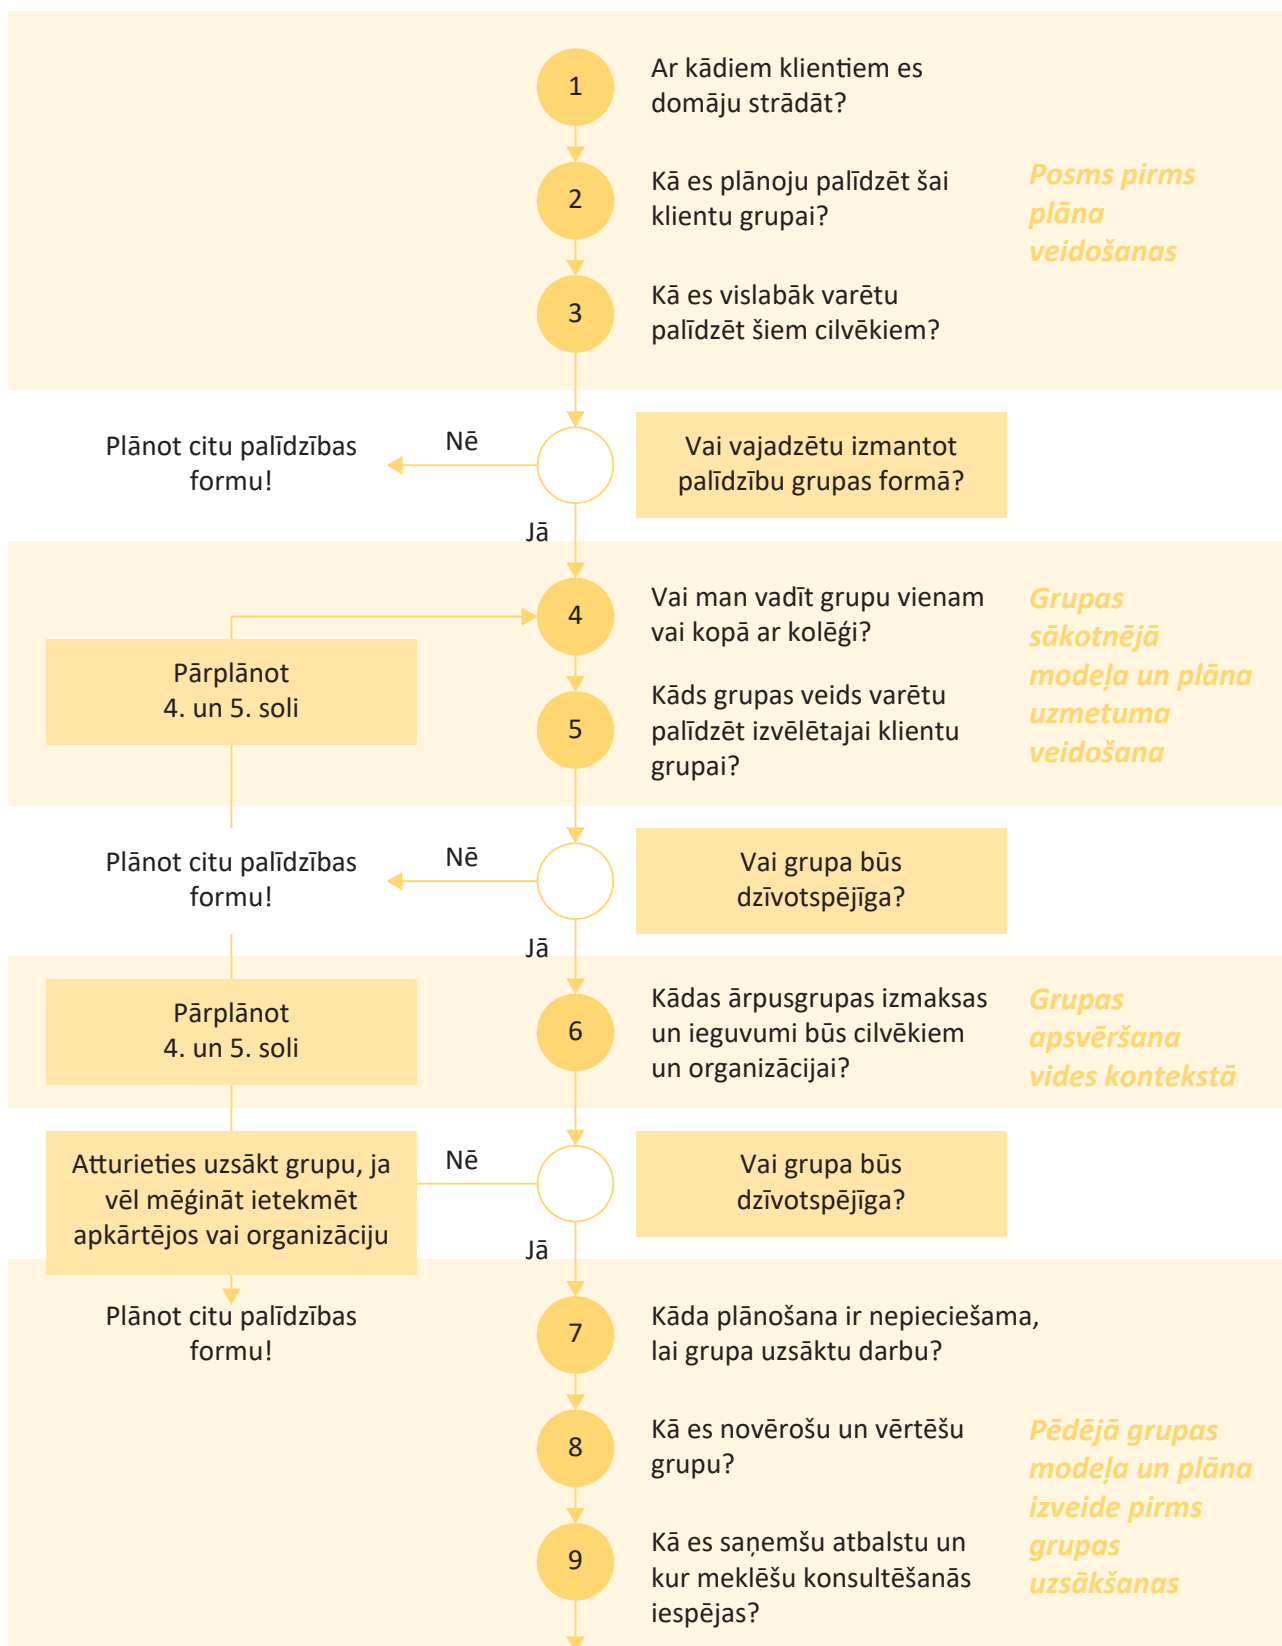 1
Ar kādiem klientiem es
domāju strādāt?
2
Kā es plānoju palīdzēt šai
klientu grupai?
Posms pirms
plāna
veidošanas
3
Kā es vislabāk varētu
palīdzēt šiem cilvēkiem?
Plānot citu palīdzības
formu!
Nē
Vai vajadzētu izmantot
palīdzību grupas formā?
Jā
4
Vai man vadīt grupu vienam
vai kopā ar kolēģi?
Grupas
sākotnējā
modeļa un plāna
uzmetuma
veidošana
Pārplānot
4. un 5. soli
5
Kāds grupas veids varētu
palīdzēt izvēlētajai klientu
grupai?
Plānot citu palīdzības
formu!
Nē
Vai grupa būs
dzīvotspējīga?
Jā
Pārplānot
4. un 5. soli
6
Kādas ārpusgrupas izmaksas
un ieguvumi būs cilvēkiem
un organizācijai?
Grupas
apsvēršana
vides kontekstā
Atturieties uzsākt grupu, ja
vēl mēģināt ietekmēt
apkārtējos vai organizāciju
Nē
Vai grupa būs
dzīvotspējīga?
Jā
Plānot citu palīdzības
formu!
7
Kāda plānošana ir nepieciešama,
lai grupa uzsāktu darbu?
8
Kā es novērošu un vērtēšu
grupu?
Pēdējā grupas
modeļa un plāna
izveide pirms
grupas
uzsākšanas
9
Kā es saņemšu atbalstu un
kur meklēšu konsultēšanās
iespējas?